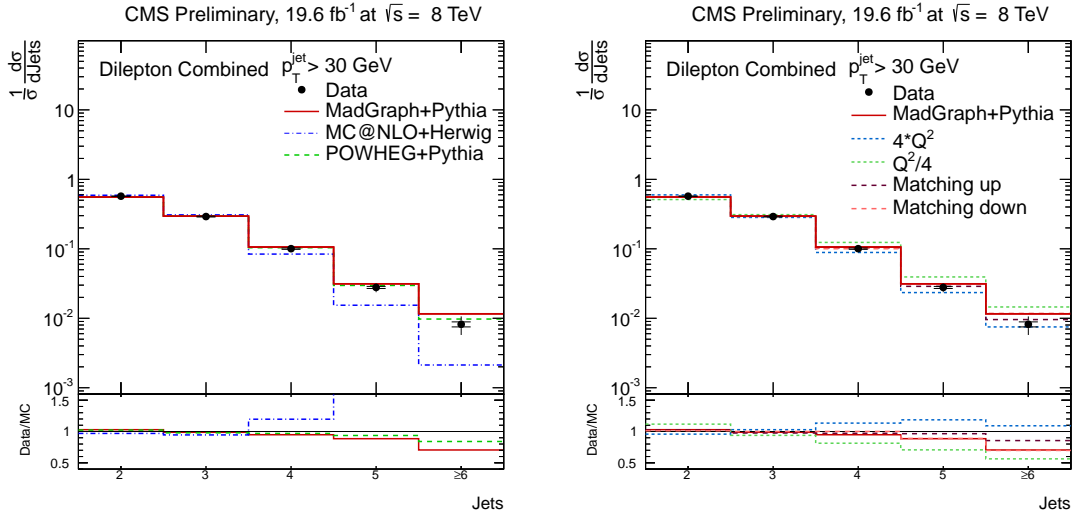 CMS Preliminary, 19.6 fb⁻¹ at √s = 8 TeV
1/σ dσ/dJets
Dilepton Combined
p_T^jet > 30 GeV
Data
MadGraph+Pythia
MC@NLO+Herwig
POWHEG+Pythia
10
1
10⁻¹
10⁻²
10⁻³
Data/MC
1.5
1
0.5
2 3 4 5 ≥6
Jets
CMS Preliminary, 19.6 fb⁻¹ at √s = 8 TeV
1/σ dσ/dJets
Dilepton Combined
p_T^jet > 30 GeV
Data
MadGraph+Pythia
4*Q²
Q²/4
Matching up
Matching down
10
1
10⁻¹
10⁻²
10⁻³
Data/MC
1.5
1
0.5
2 3 4 5 ≥6
Jets